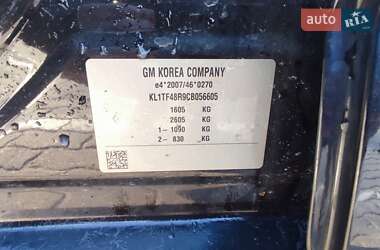 auto RIA
GM KOREA COMPANY
e4*2007/46*0270
KL1TF48R9CB056605
1605 KG
2605 KG
1- 1090 KG
2- 830 KG